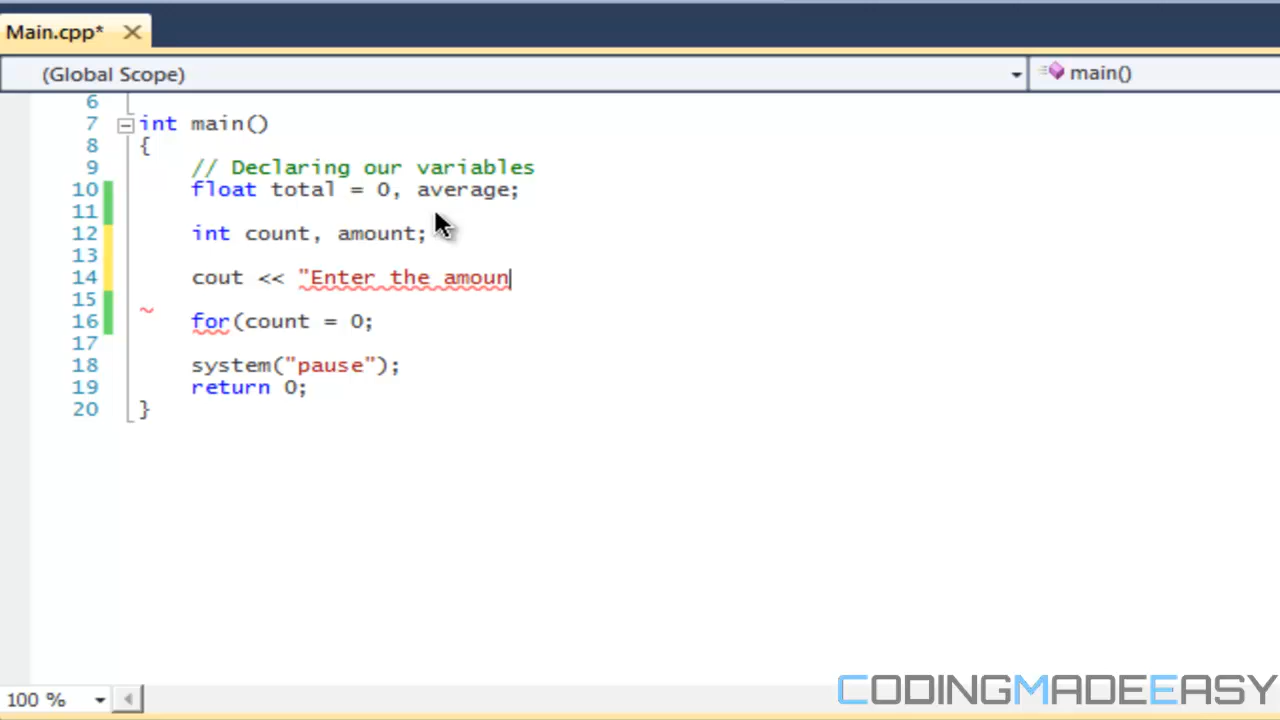 Main.cpp*
(Global Scope)
main()
6
7 int main()
8 {
9 // Declaring our variables
10 float total = 0, average;
11
12 int count, amount;
13
14 cout << "Enter the amoun
15
16 for(count = 0;
17
18 system("pause");
19 return 0;
20 }
100 %
CODINGMADEEASY